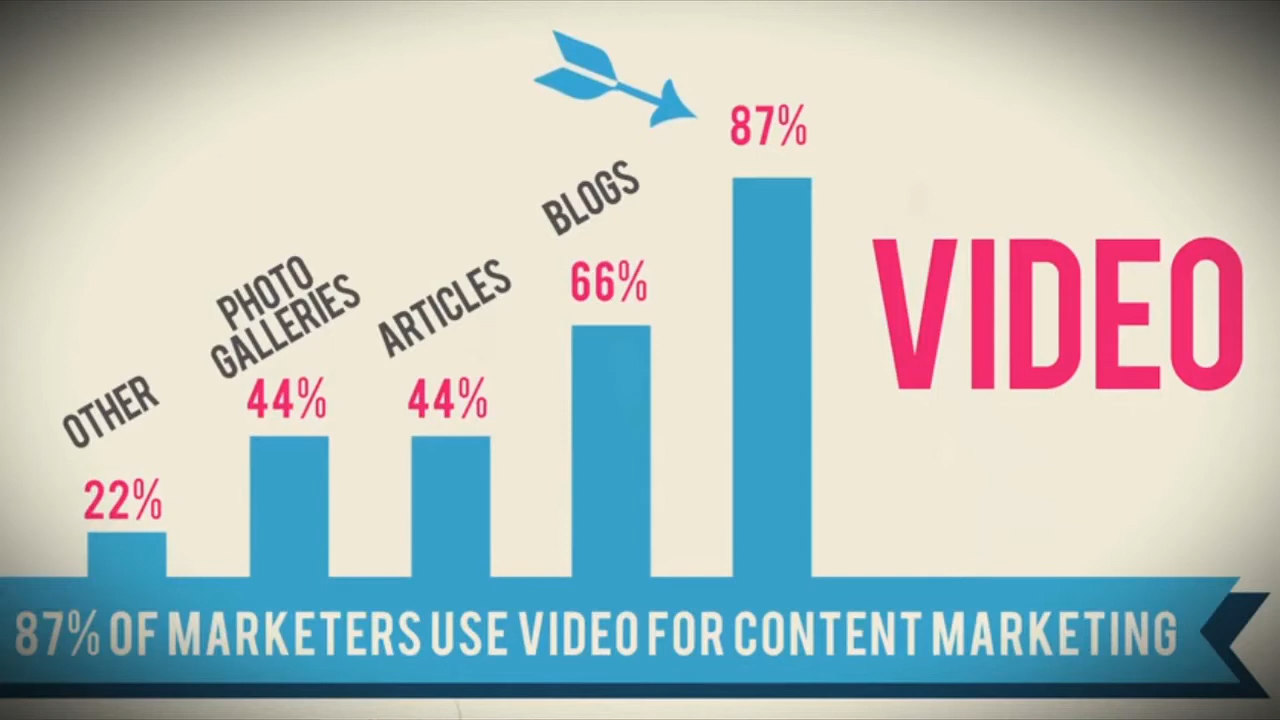 OTHER
22%
PHOTO
GALLERIES
44%
ARTICLES
44%
BLOGS
66%
87%
VIDEO
87% OF MARKETERS USE VIDEO FOR CONTENT MARKETING